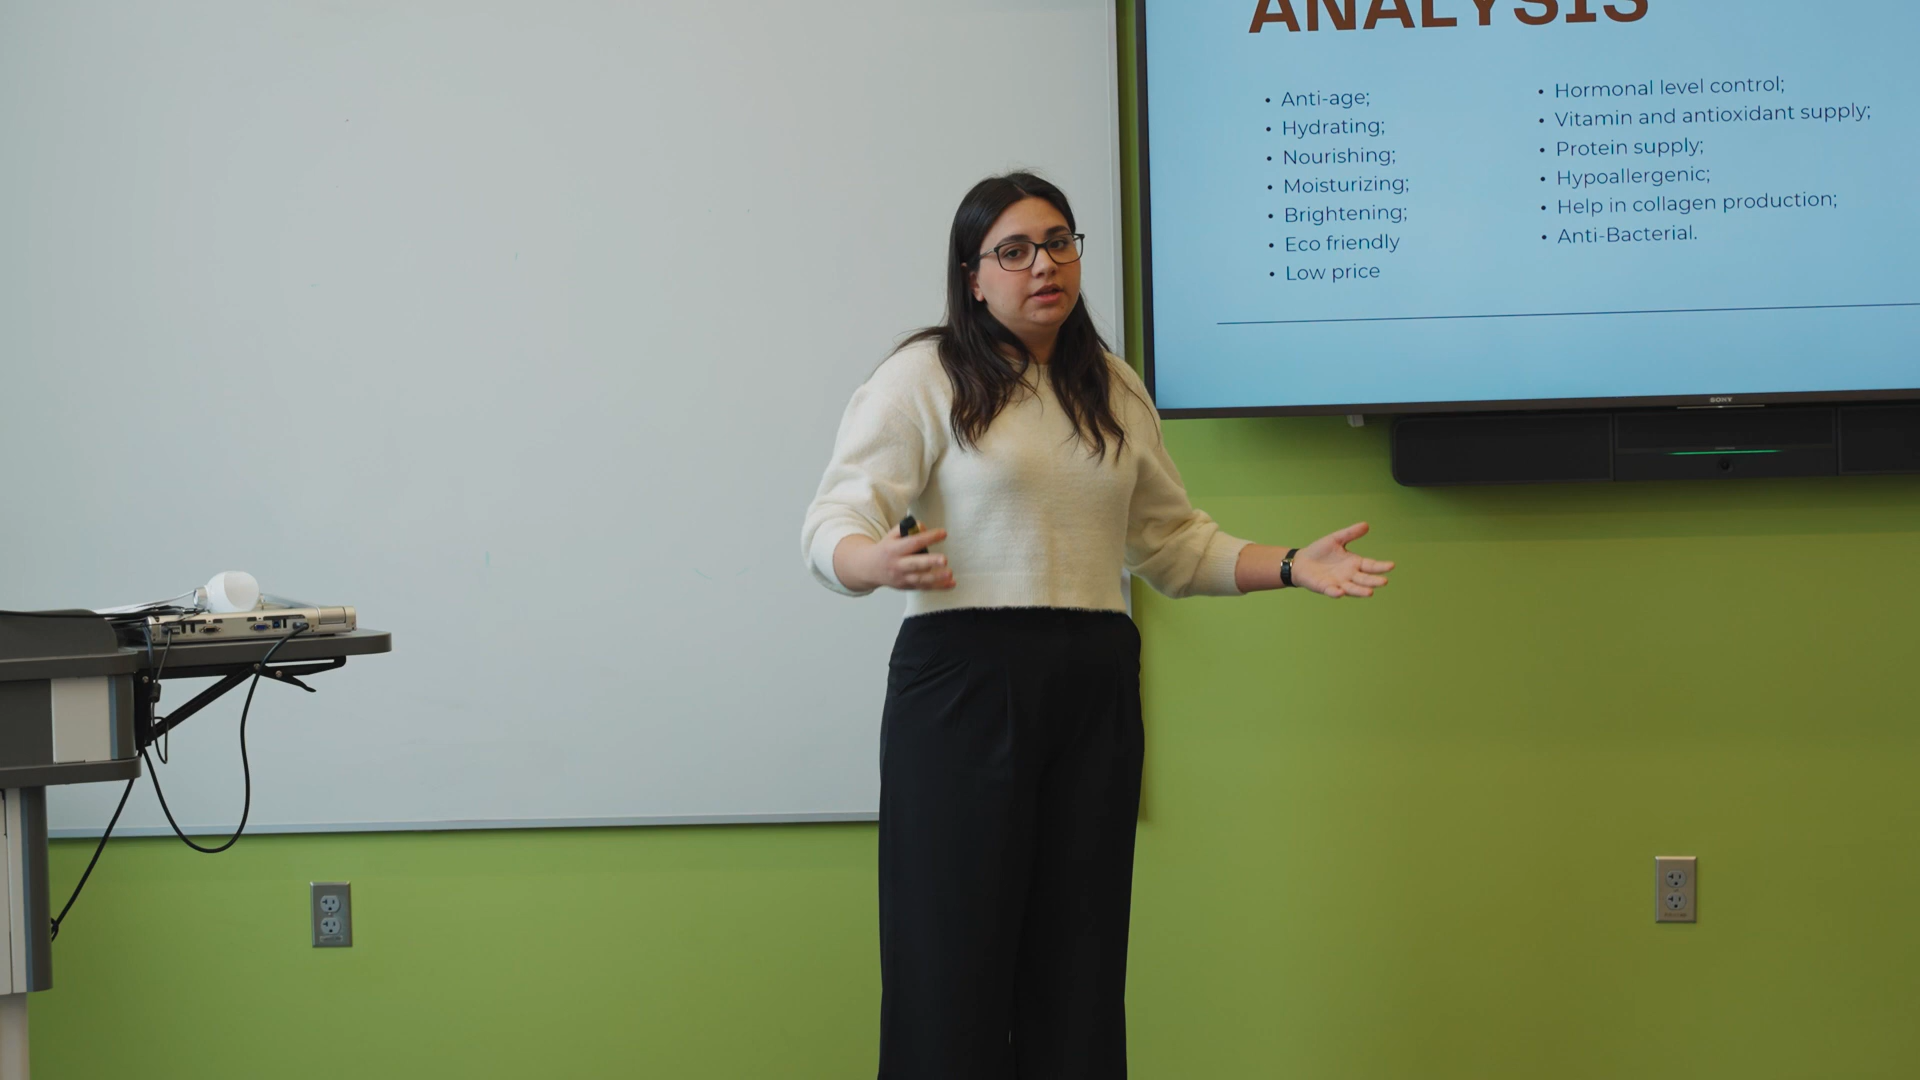 ANALYSIS
• Anti-age;
• Hydrating;
• Nourishing;
• Moisturizing;
• Brightening;
• Eco friendly
• Low price
• Hormonal level control;
• Vitamin and antioxidant supply;
• Protein supply;
• Hypoallergenic;
• Help in collagen production;
• Anti-Bacterial.
SONY